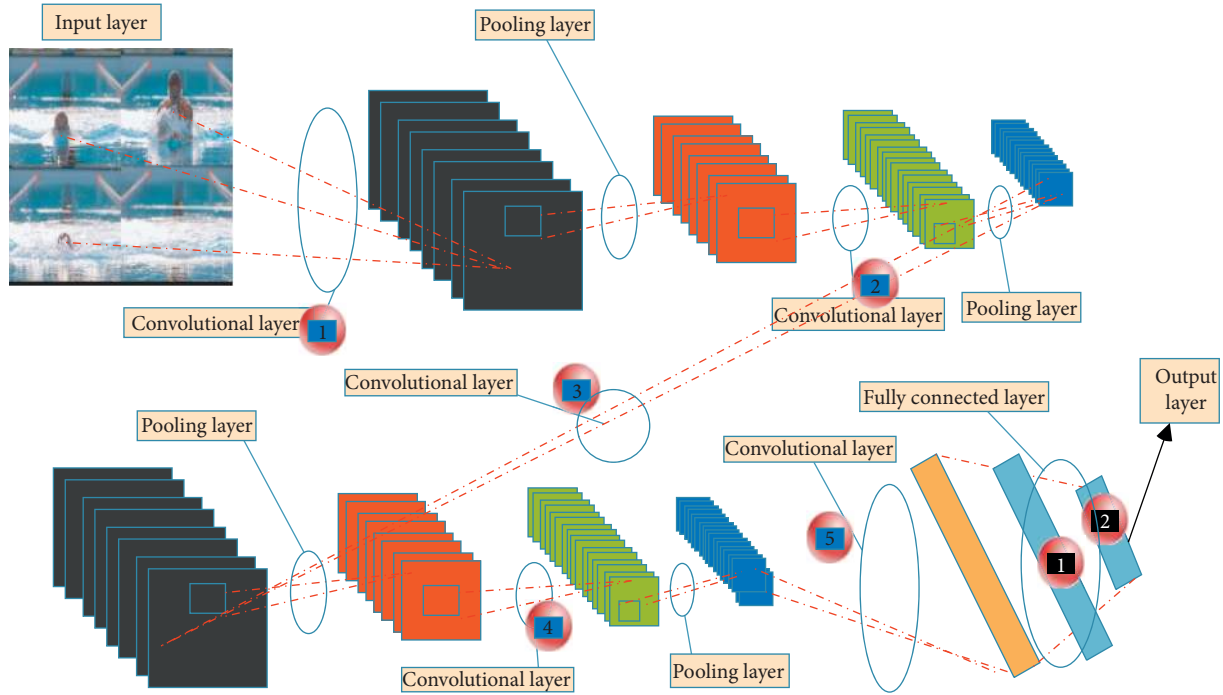 Input layer
Pooling layer
Convolutional layer
1
2
Convolutional layer
Pooling layer
Convolutional layer
3
Pooling layer
Fully connected layer
Output
layer
Convolutional layer
5
2
1
4
Convolutional layer
Pooling layer